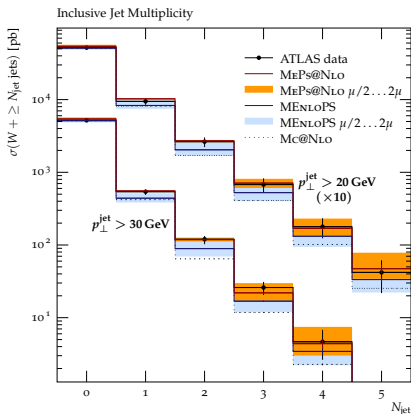 Inclusive Jet Multiplicity
σ(W + ≥ N_jet jets) [pb]
ATLAS data
MEPS@NLO
MEPS@NLO μ/2...2μ
MENLOPS
MENLOPS μ/2...2μ
MC@NLO
p_⊥^jet > 20 GeV
(×10)
p_⊥^jet > 30 GeV
10^4
10^3
10^2
10^1
0 1 2 3 4 5
N_jet